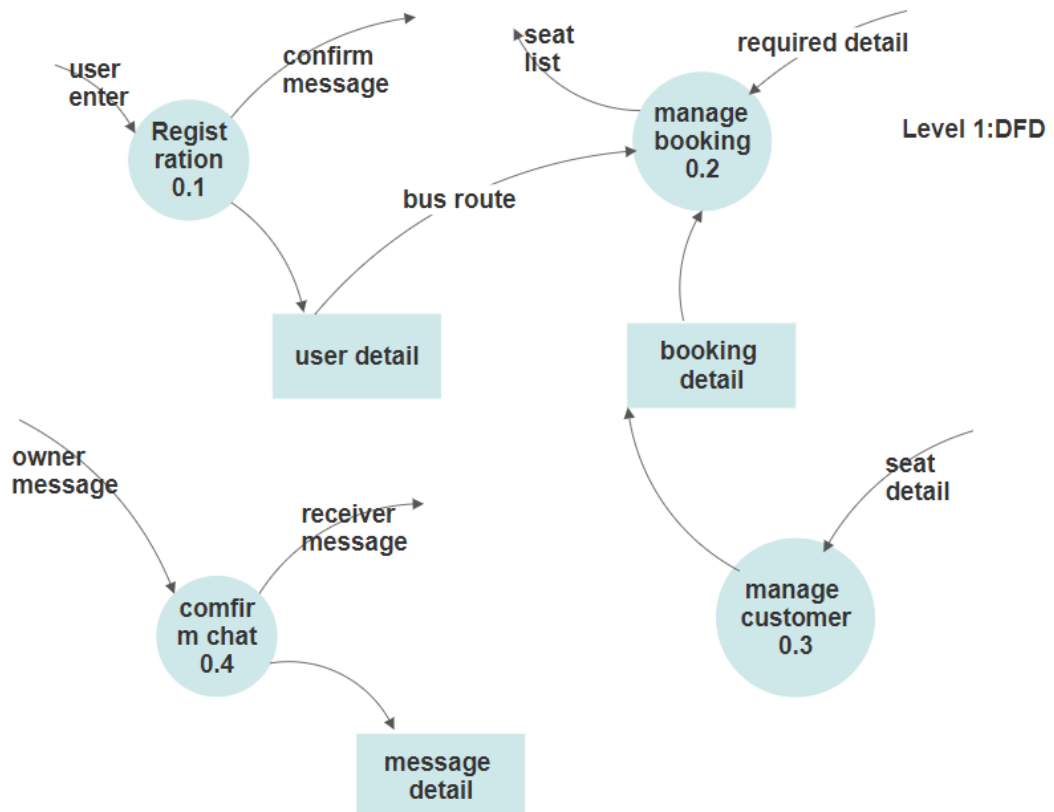 user
enter
confirm
message
seat
list
required detail
Regist
ration
0.1
manage
booking
0.2
Level 1:DFD
bus route
user detail
booking
detail
owner
message
receiver
message
seat
detail
comfir
m chat
0.4
manage
customer
0.3
message
detail